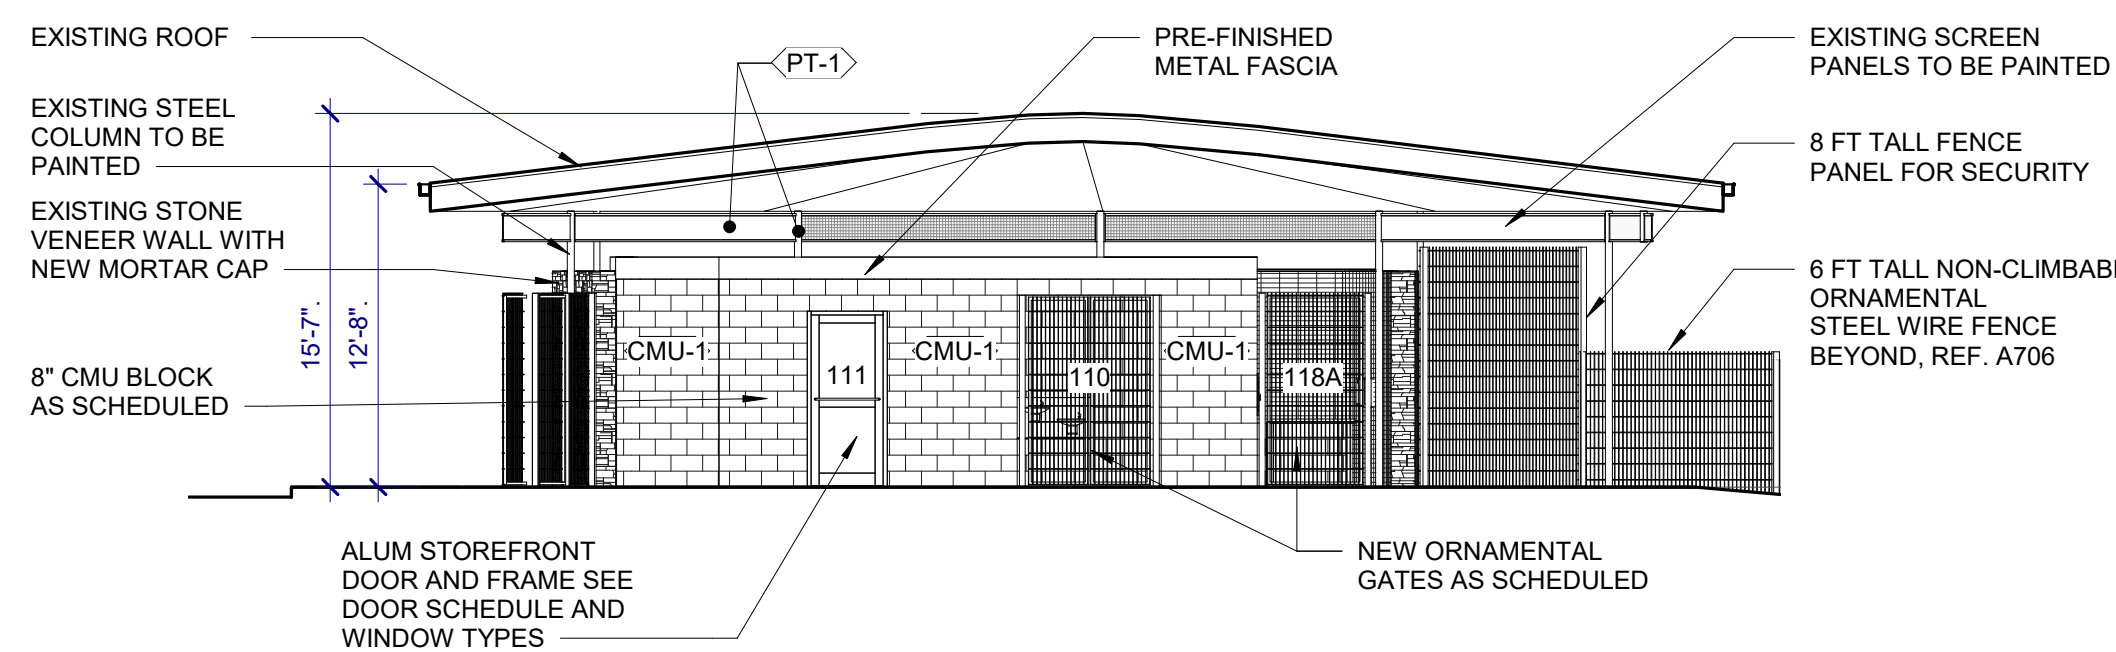 EXISTING ROOF
EXISTING STEEL
COLUMN TO BE
PAINTED
EXISTING STONE
VENEER WALL WITH
NEW MORTAR CAP
8" CMU BLOCK
AS SCHEDULED
15'-7".
12'-8".
PT-1
PRE-FINISHED
METAL FASCIA
EXISTING SCREEN
PANELS TO BE PAINTED
8 FT TALL FENCE
PANEL FOR SECURITY
6 FT TALL NON-CLIMBABL
ORNAMENTAL
STEEL WIRE FENCE
BEYOND, REF. A706
CMU-1
111
CMU-1
110
CMU-1
118A
ALUM STOREFRONT
DOOR AND FRAME SEE
DOOR SCHEDULE AND
WINDOW TYPES
NEW ORNAMENTAL
GATES AS SCHEDULED